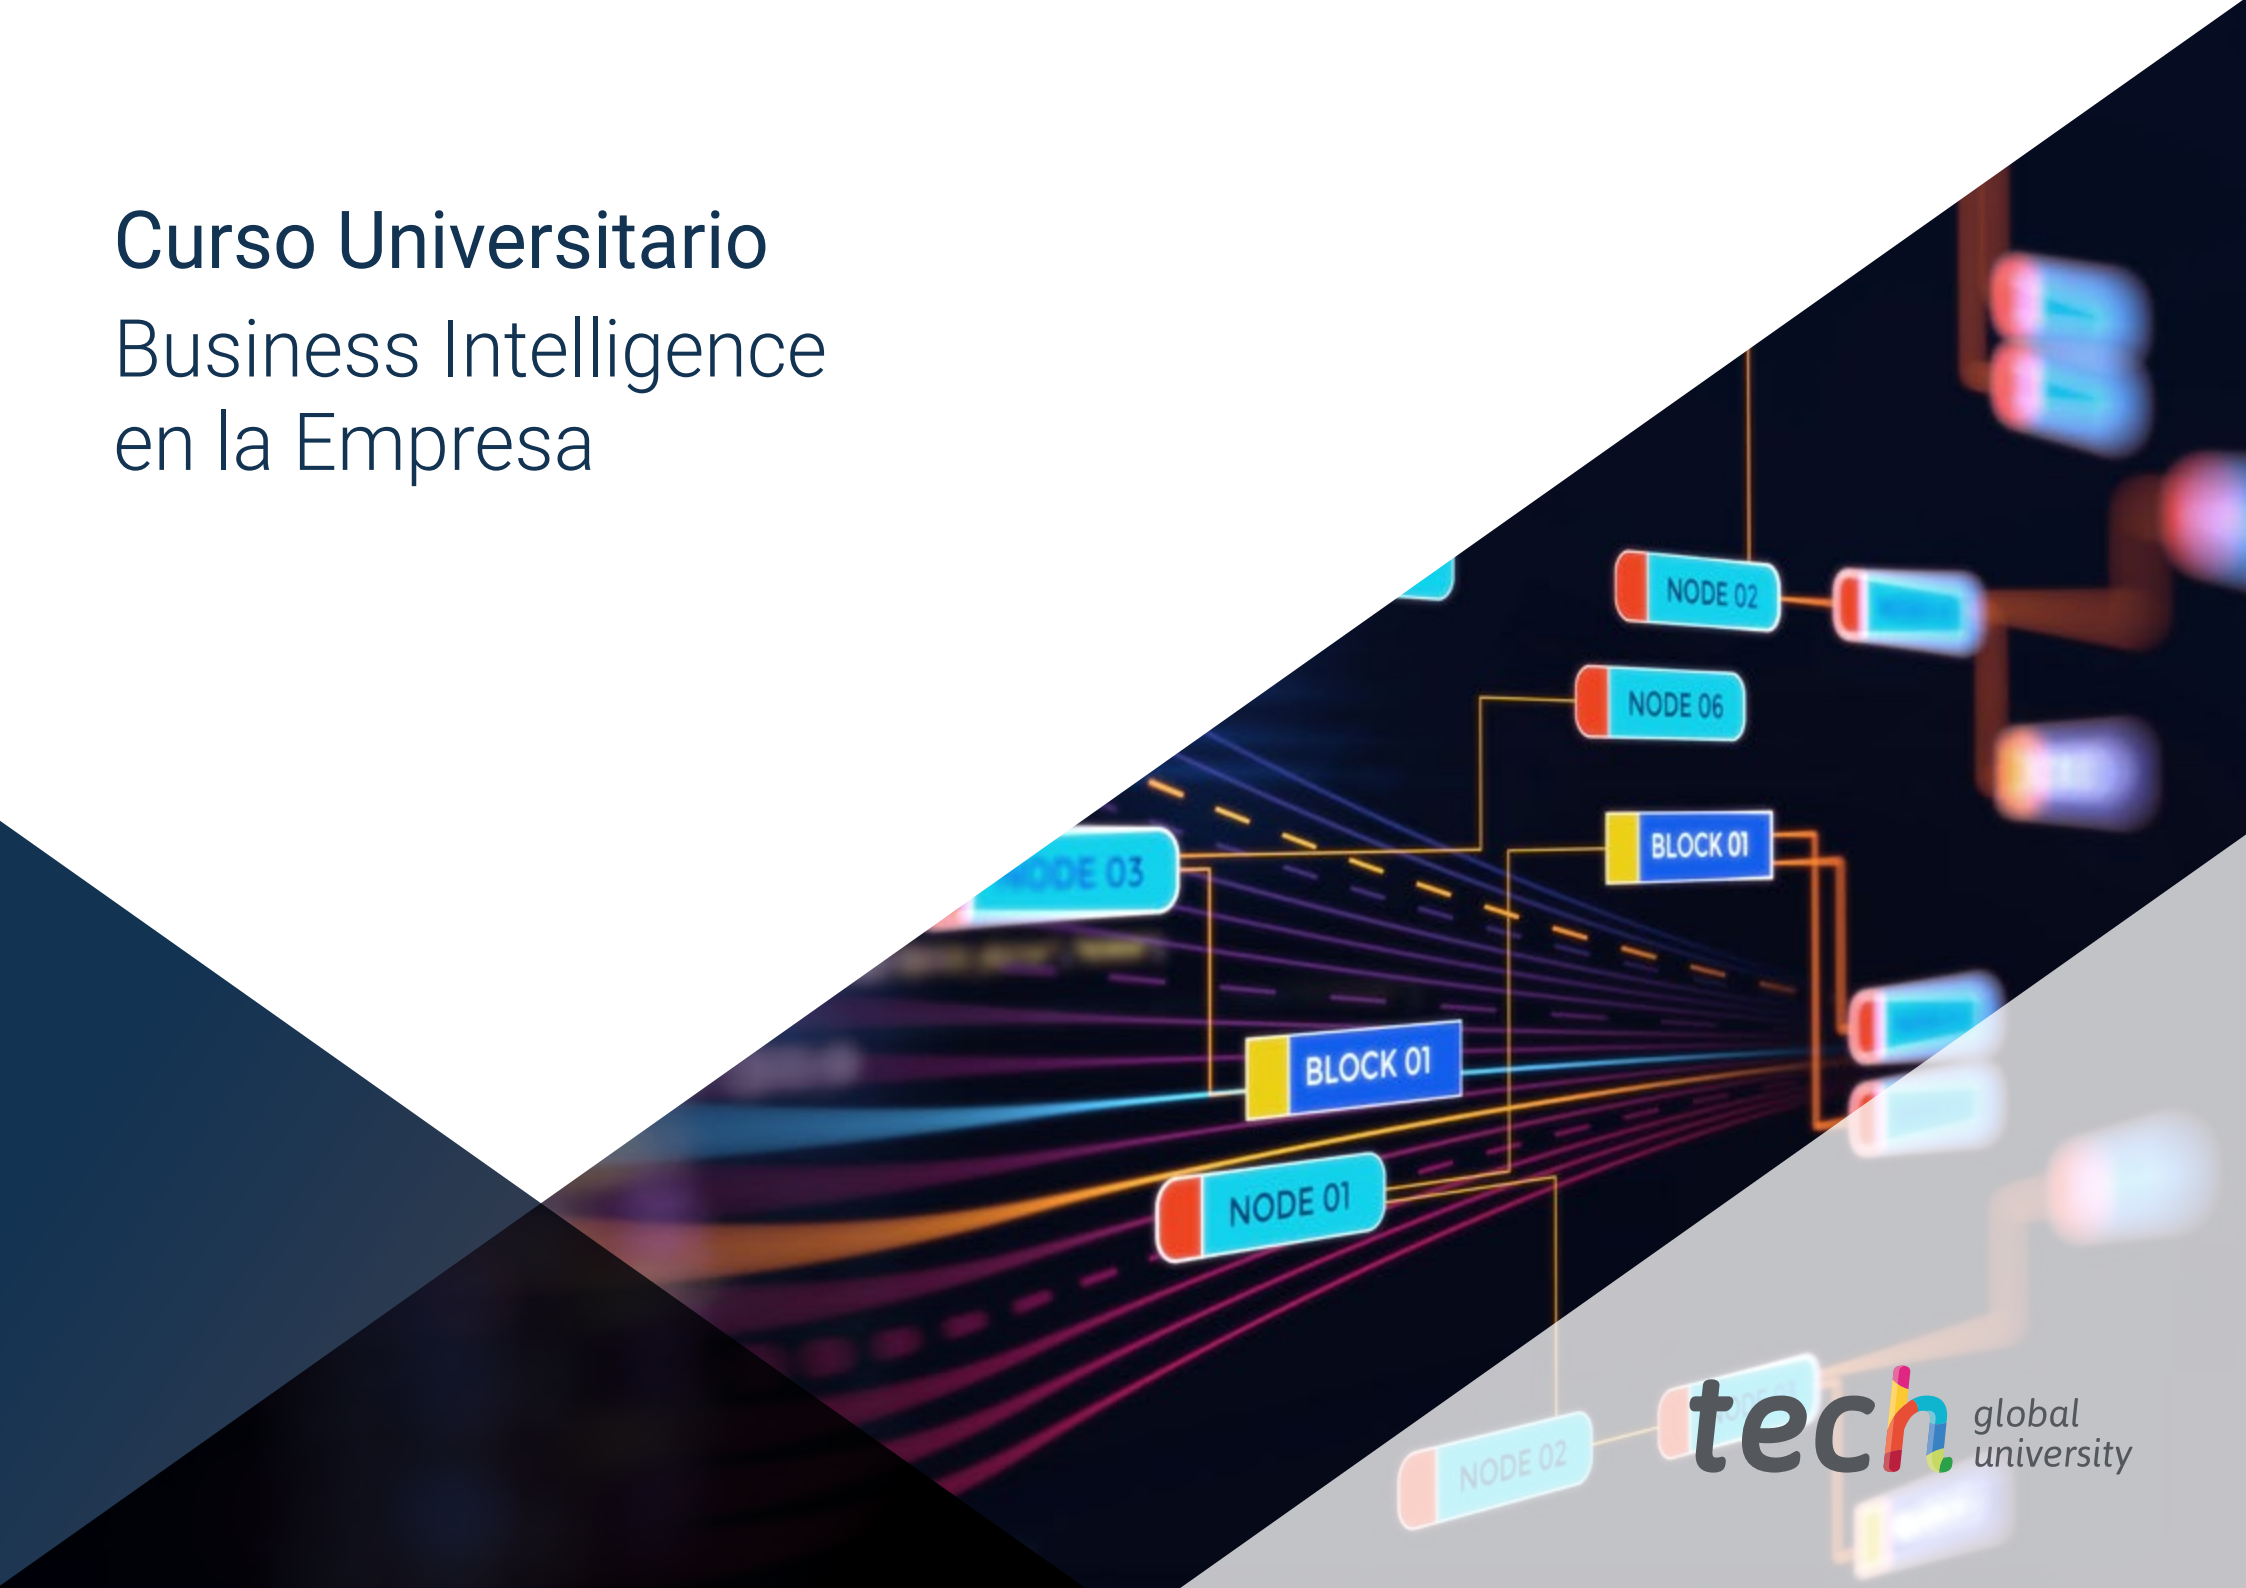 Curso Universitario
Business Intelligence
en la Empresa
NODE 02
NODE 06
BLOCK 01
NODE 03
BLOCK 01
NODE 01
NODE 02
tech global
university